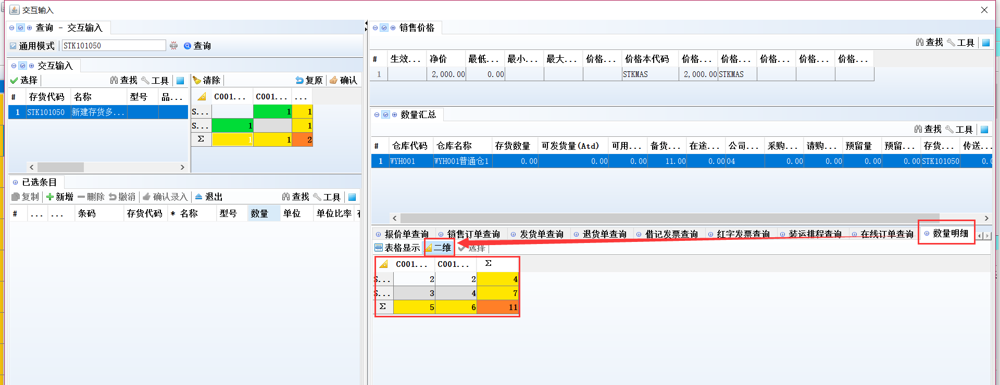 交互输入
查询 - 交互输入
通用模式 STK101050 查询
交互输入
选择 查找 工具
# 存货代码 名称 型号 品...
1 STK101050 新建存货多...
清除 复原 确认
C001... C001... ...
S... 1 1
S... 1 1
Σ 1 1 2
已选条目
复制 新增 删除 撤消 确认录入 退出 查找 工具
# ... ... 条码 存货代码 * 名称 型号 数量 单位 单位比率
销售价格
查找 工具
# 生效... 净价 最低... 最小... 最大... 价格... 价格本代码 价格... 价格... 价格... 价格... 价格...
1 2,000.00 0.00 STKMAS 2,000.00 STKMAS
数量汇总
查找 工具
# 仓库代码 仓库名称 存货数量 可发货量(Atd) 可用... 备货... 在途... 公司... 采购... 请购... 预留量 预留... 存货... 传送...
1 WYH001 WYH001普通仓1 0.00 0.00 0.00 11.00 0.00 04 0.00 0.00 0.00 0.00 STK101050 0.0
报价单查询 销售订单查询 发货单查询 退货单查询 借记发票查询 红字发票查询 装运排程查询 在线订单查询 数量明细
表格显示 二维 选择
C001... C001... Σ
S... 2 2 4
S... 3 4 7
Σ 5 6 11